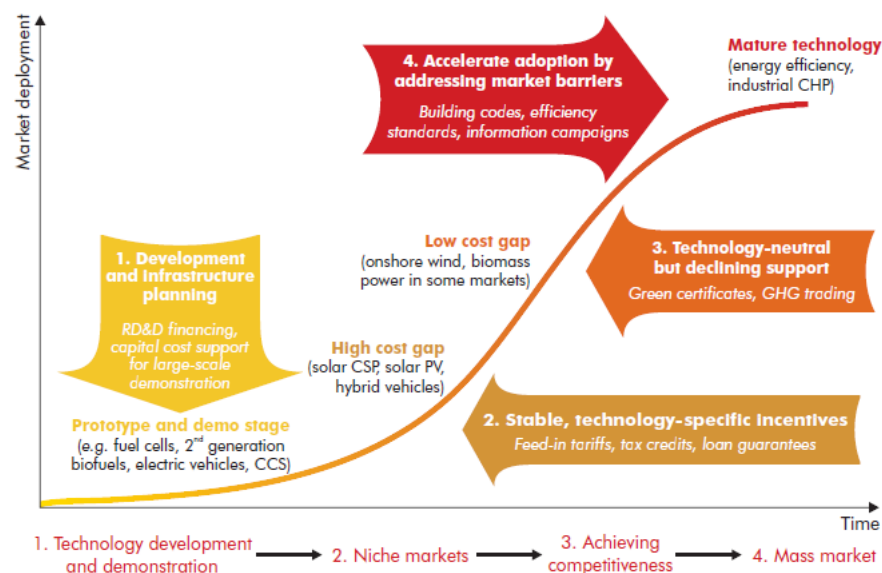 Market deployment
4. Accelerate adoption by
addressing market barriers
Building codes, efficiency
standards, information campaigns
Mature technology
(energy efficiency,
industrial CHP)
1. Development
and infrastructure
planning
RD&D financing,
capital cost support
for large-scale
demonstration
Low cost gap
(onshore wind, biomass
power in some markets)
3. Technology-neutral
but declining support
Green certificates, GHG trading
High cost gap
(solar CSP, solar PV,
hybrid vehicles)
Prototype and demo stage
(e.g. fuel cells, 2nd generation
biofuels, electric vehicles, CCS)
2. Stable, technology-specific incentives
Feed-in tariffs, tax credits, loan guarantees
Time
1. Technology development
and demonstration
2. Niche markets
3. Achieving
competitiveness
4. Mass market